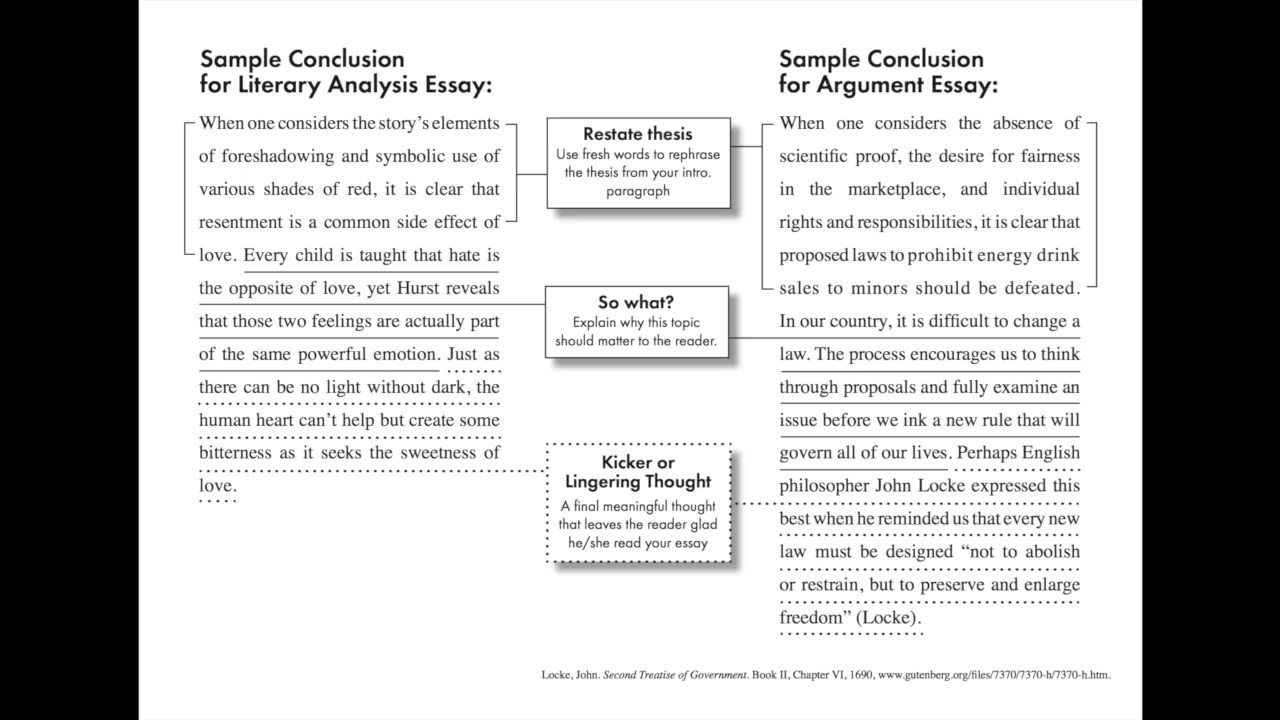 Sample Conclusion
for Literary Analysis Essay:
When one considers the story’s elements
of foreshadowing and symbolic use of
various shades of red, it is clear that
resentment is a common side effect of
love. Every child is taught that hate is
the opposite of love, yet Hurst reveals
that those two feelings are actually part
of the same powerful emotion. Just as
there can be no light without dark, the
human heart can’t help but create some
bitterness as it seeks the sweetness of
love.
Restate thesis
Use fresh words to rephrase
the thesis from your intro.
paragraph
So what?
Explain why this topic
should matter to the reader.
Kicker or
Lingering Thought
A final meaningful thought
that leaves the reader glad
he/she read your essay
Sample Conclusion
for Argument Essay:
When one considers the absence of
scientific proof, the desire for fairness
in the marketplace, and individual
rights and responsibilities, it is clear that
proposed laws to prohibit energy drink
sales to minors should be defeated.
In our country, it is difficult to change a
law. The process encourages us to think
through proposals and fully examine an
issue before we ink a new rule that will
govern all of our lives. Perhaps English
philosopher John Locke expressed this
best when he reminded us that every new
law must be designed “not to abolish
or restrain, but to preserve and enlarge
freedom” (Locke).
Locke, John. Second Treatise of Government. Book II, Chapter VI, 1690, www.gutenberg.org/files/7370/7370-h/7370-h.htm.